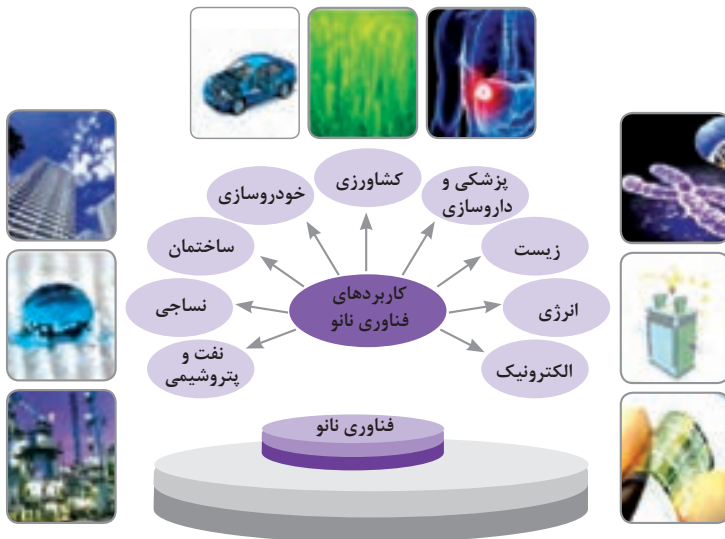 کشاورزی
پزشکی و
داروسازی
خودروسازی
زیست
ساختمان
انرژی
کاربردهای
فناوری نانو
نساجی
الکترونیک
نفت و
پتروشیمی
فناوری نانو